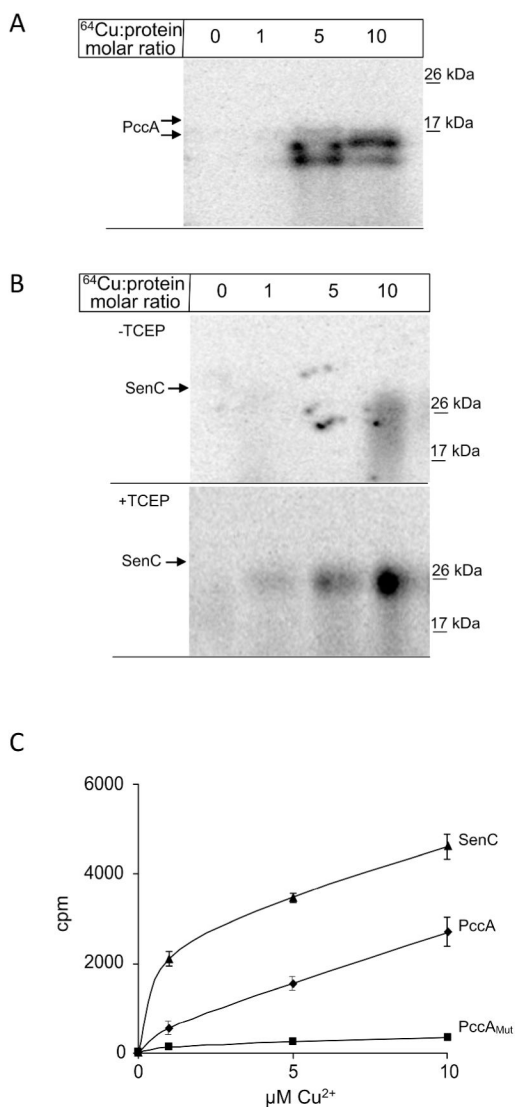 A
⁶⁴Cu:protein molar ratio 0 1 5 10
26 kDa
PccA
17 kDa
B
⁶⁴Cu:protein molar ratio 0 1 5 10
-TCEP
SenC
26 kDa
17 kDa
+TCEP
SenC
26 kDa
17 kDa
C
6000
SenC
4000
cpm
PccA
2000
PccA_Mut
0
0 5 10
µM Cu²⁺